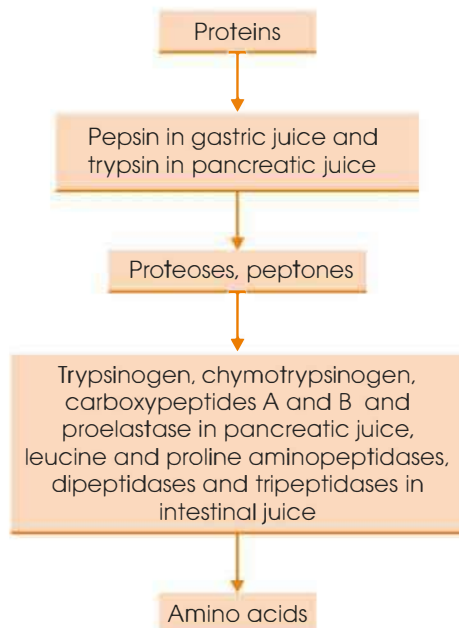 Proteins
Pepsin in gastric juice and
trypsin in pancreatic juice
Proteoses, peptones
Trypsinogen, chymotrypsinogen,
carboxypeptides A and B and
proelastase in pancreatic juice,
leucine and proline aminopeptidases,
dipeptidases and tripeptidases in
intestinal juice
Amino acids